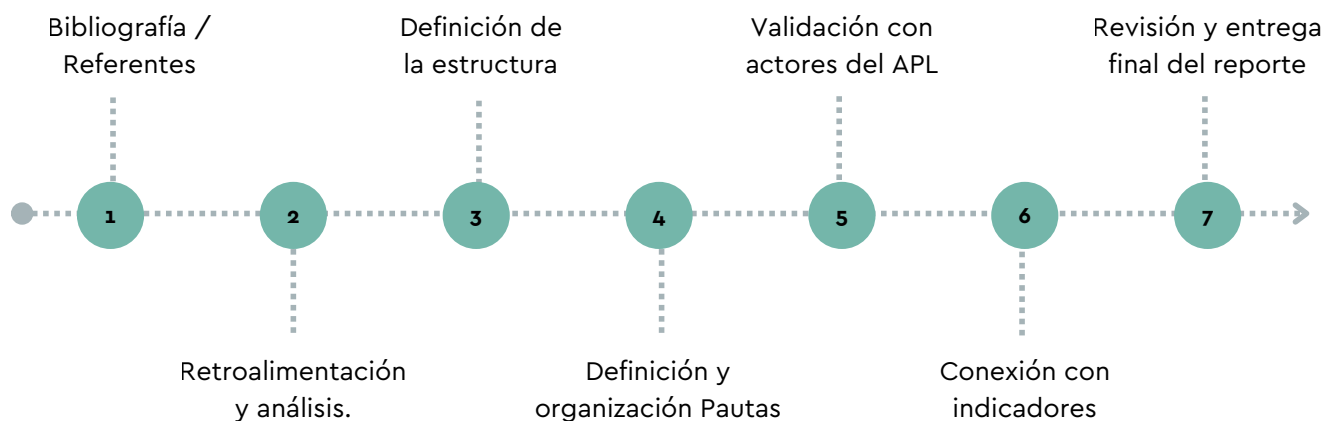 Bibliografía /
Referentes
Definición de
la estructura
Validación con
actores del APL
Revisión y entrega
final del reporte
1
2
3
4
5
6
7
Retroalimentación
y análisis.
Definición y
organización Pautas
Conexión con
indicadores